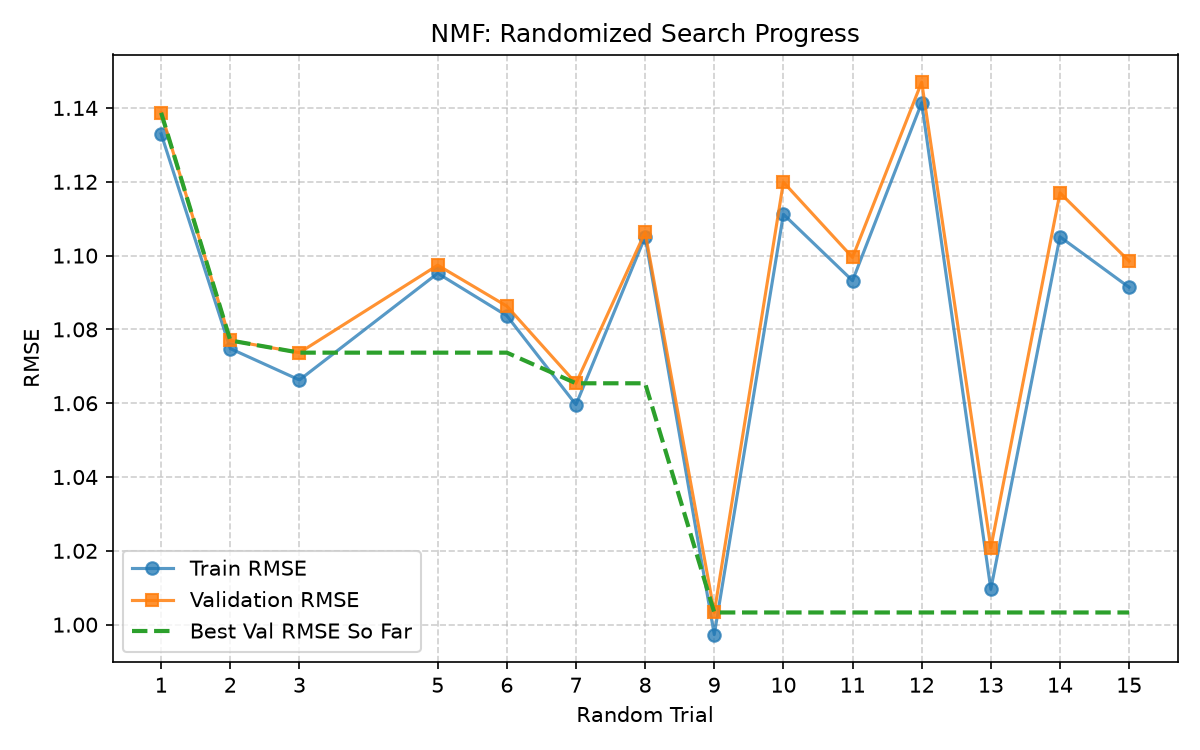 NMF: Randomized Search Progress
RMSE
1.14
1.12
1.10
1.08
1.06
1.04
1.02
1.00
Train RMSE
Validation RMSE
Best Val RMSE So Far
1 2 3 5 6 7 8 9 10 11 12 13 14 15
Random Trial